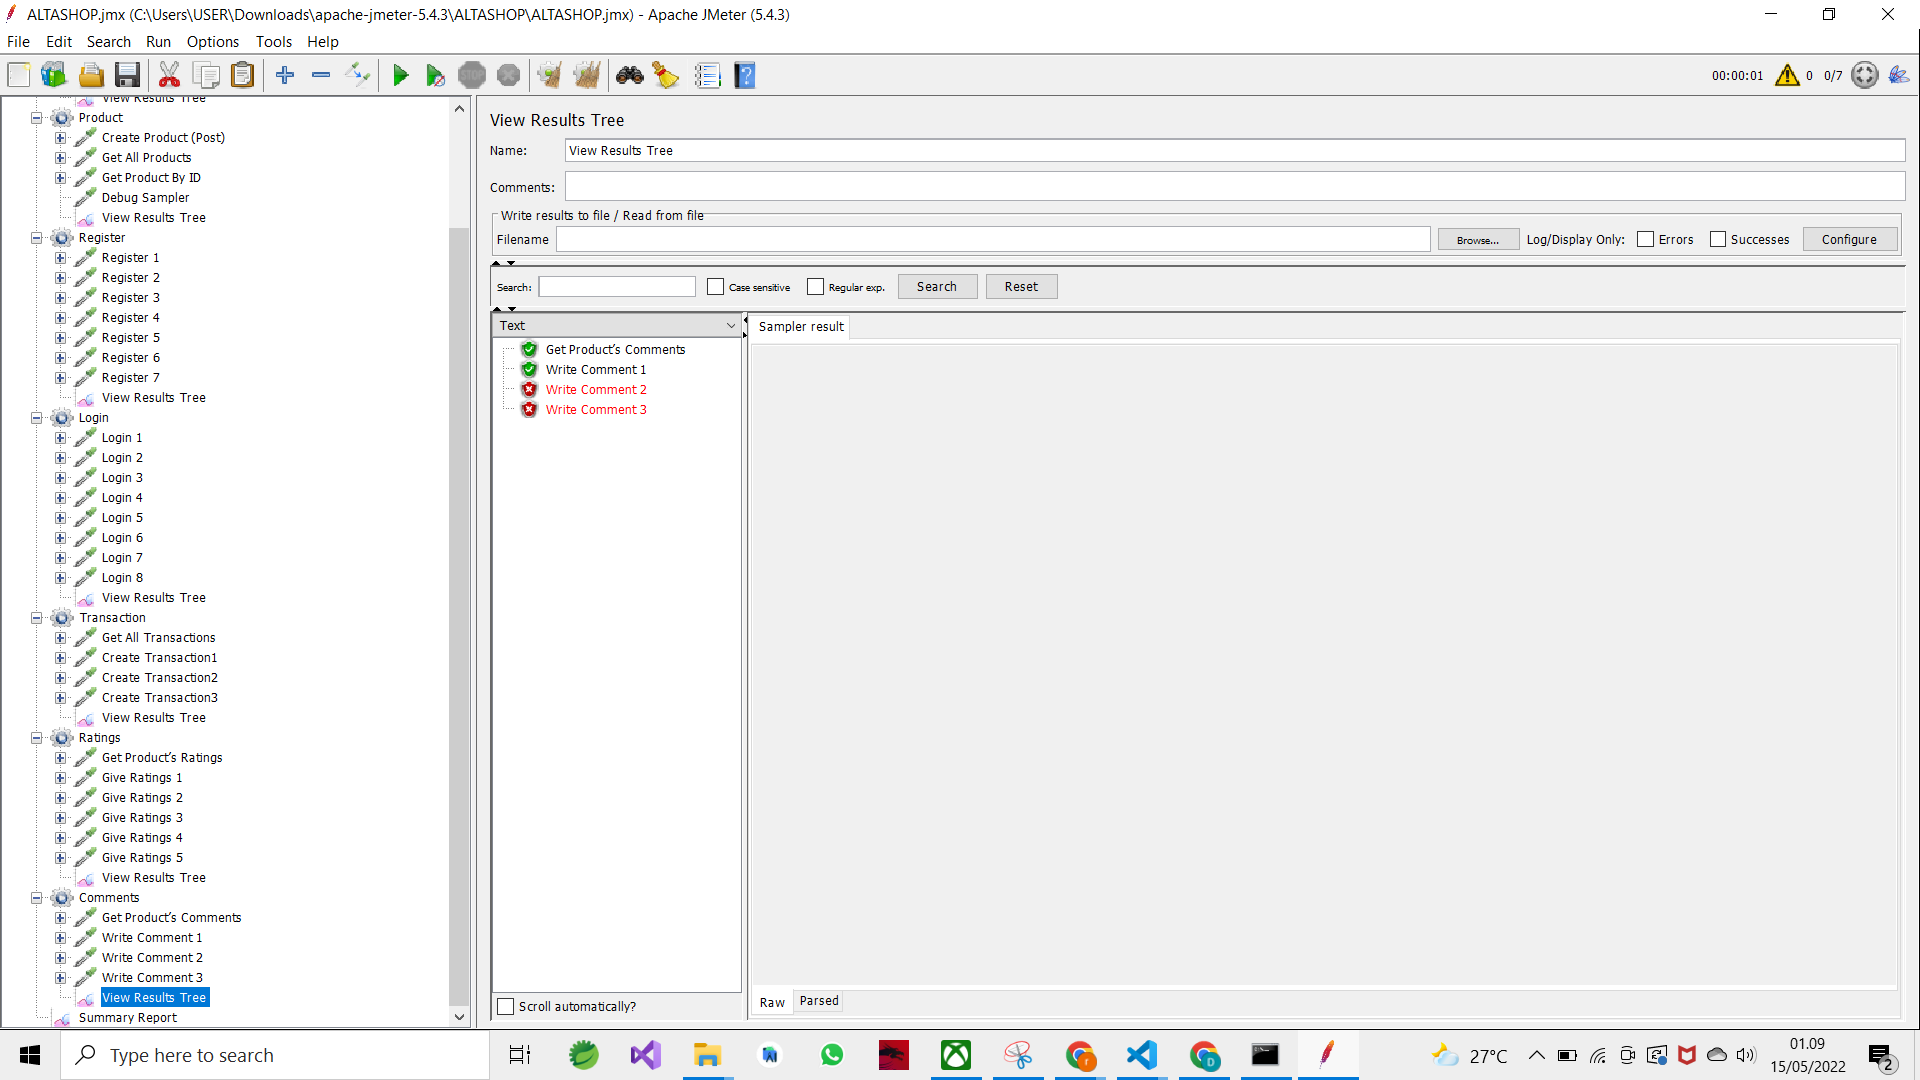 ALTASHOP.jmx (C:\Users\USER\Downloads\apache-jmeter-5.4.3\ALTASHOP\ALTASHOP.jmx) - Apache JMeter (5.4.3)
File Edit Search Run Options Tools Help
STOP
00:00:01 0 0/7
View Results Tree
Product
Create Product (Post)
Get All Products
Get Product By ID
Debug Sampler
View Results Tree
Register
Register 1
Register 2
Register 3
Register 4
Register 5
Register 6
Register 7
View Results Tree
Login
Login 1
Login 2
Login 3
Login 4
Login 5
Login 6
Login 7
Login 8
View Results Tree
Transaction
Get All Transactions
Create Transaction1
Create Transaction2
Create Transaction3
View Results Tree
Ratings
Get Product's Ratings
Give Ratings 1
Give Ratings 2
Give Ratings 3
Give Ratings 4
Give Ratings 5
View Results Tree
Comments
Get Product's Comments
Write Comment 1
Write Comment 2
Write Comment 3
View Results Tree
Summary Report
View Results Tree
Name: View Results Tree
Comments:
Write results to file / Read from file
Filename Browse... Log/Display Only: Errors Successes Configure
Search: Case sensitive Regular exp. Search Reset
Text
Get Product's Comments
Write Comment 1
Write Comment 2
Write Comment 3
Scroll automatically?
Sampler result
Raw Parsed
Type here to search
27°C
01.09
15/05/2022
2